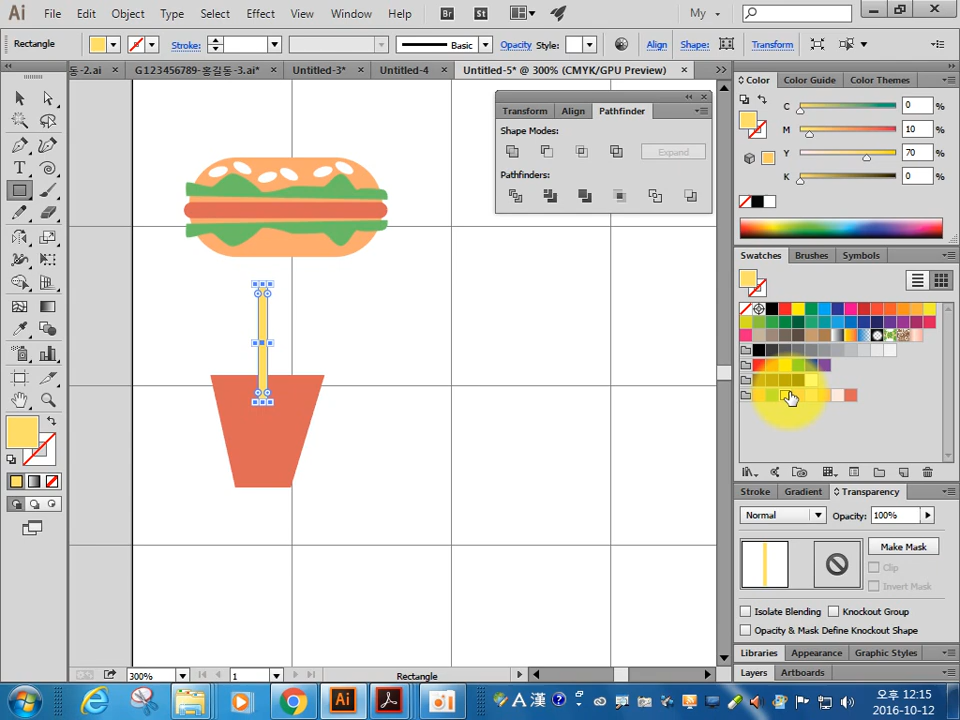 Ai File Edit Object Type Select Effect View Window Help Br St My
Rectangle Stroke: Basic Opacity Style: Align Shape: Transform
동-2.ai × G123456789-홍길동-3.ai* × Untitled-3* × Untitled-4 × Untitled-5* @ 300% (CMYK/GPU Preview) ×
Transform Align Pathfinder
Shape Modes:
Expand
Pathfinders:
Color Color Guide Color Themes
C 0 %
M 10 %
Y 70 %
K 0 %
Swatches Brushes Symbols
Stroke Gradient Transparency
Normal Opacity: 100%
Make Mask
Clip
Invert Mask
Isolate Blending Knockout Group
Opacity & Mask Define Knockout Shape
Libraries Appearance Graphic Styles
Layers Artboards
300% 1 Rectangle
Ai A 漢 오후 12:15
2016-10-12